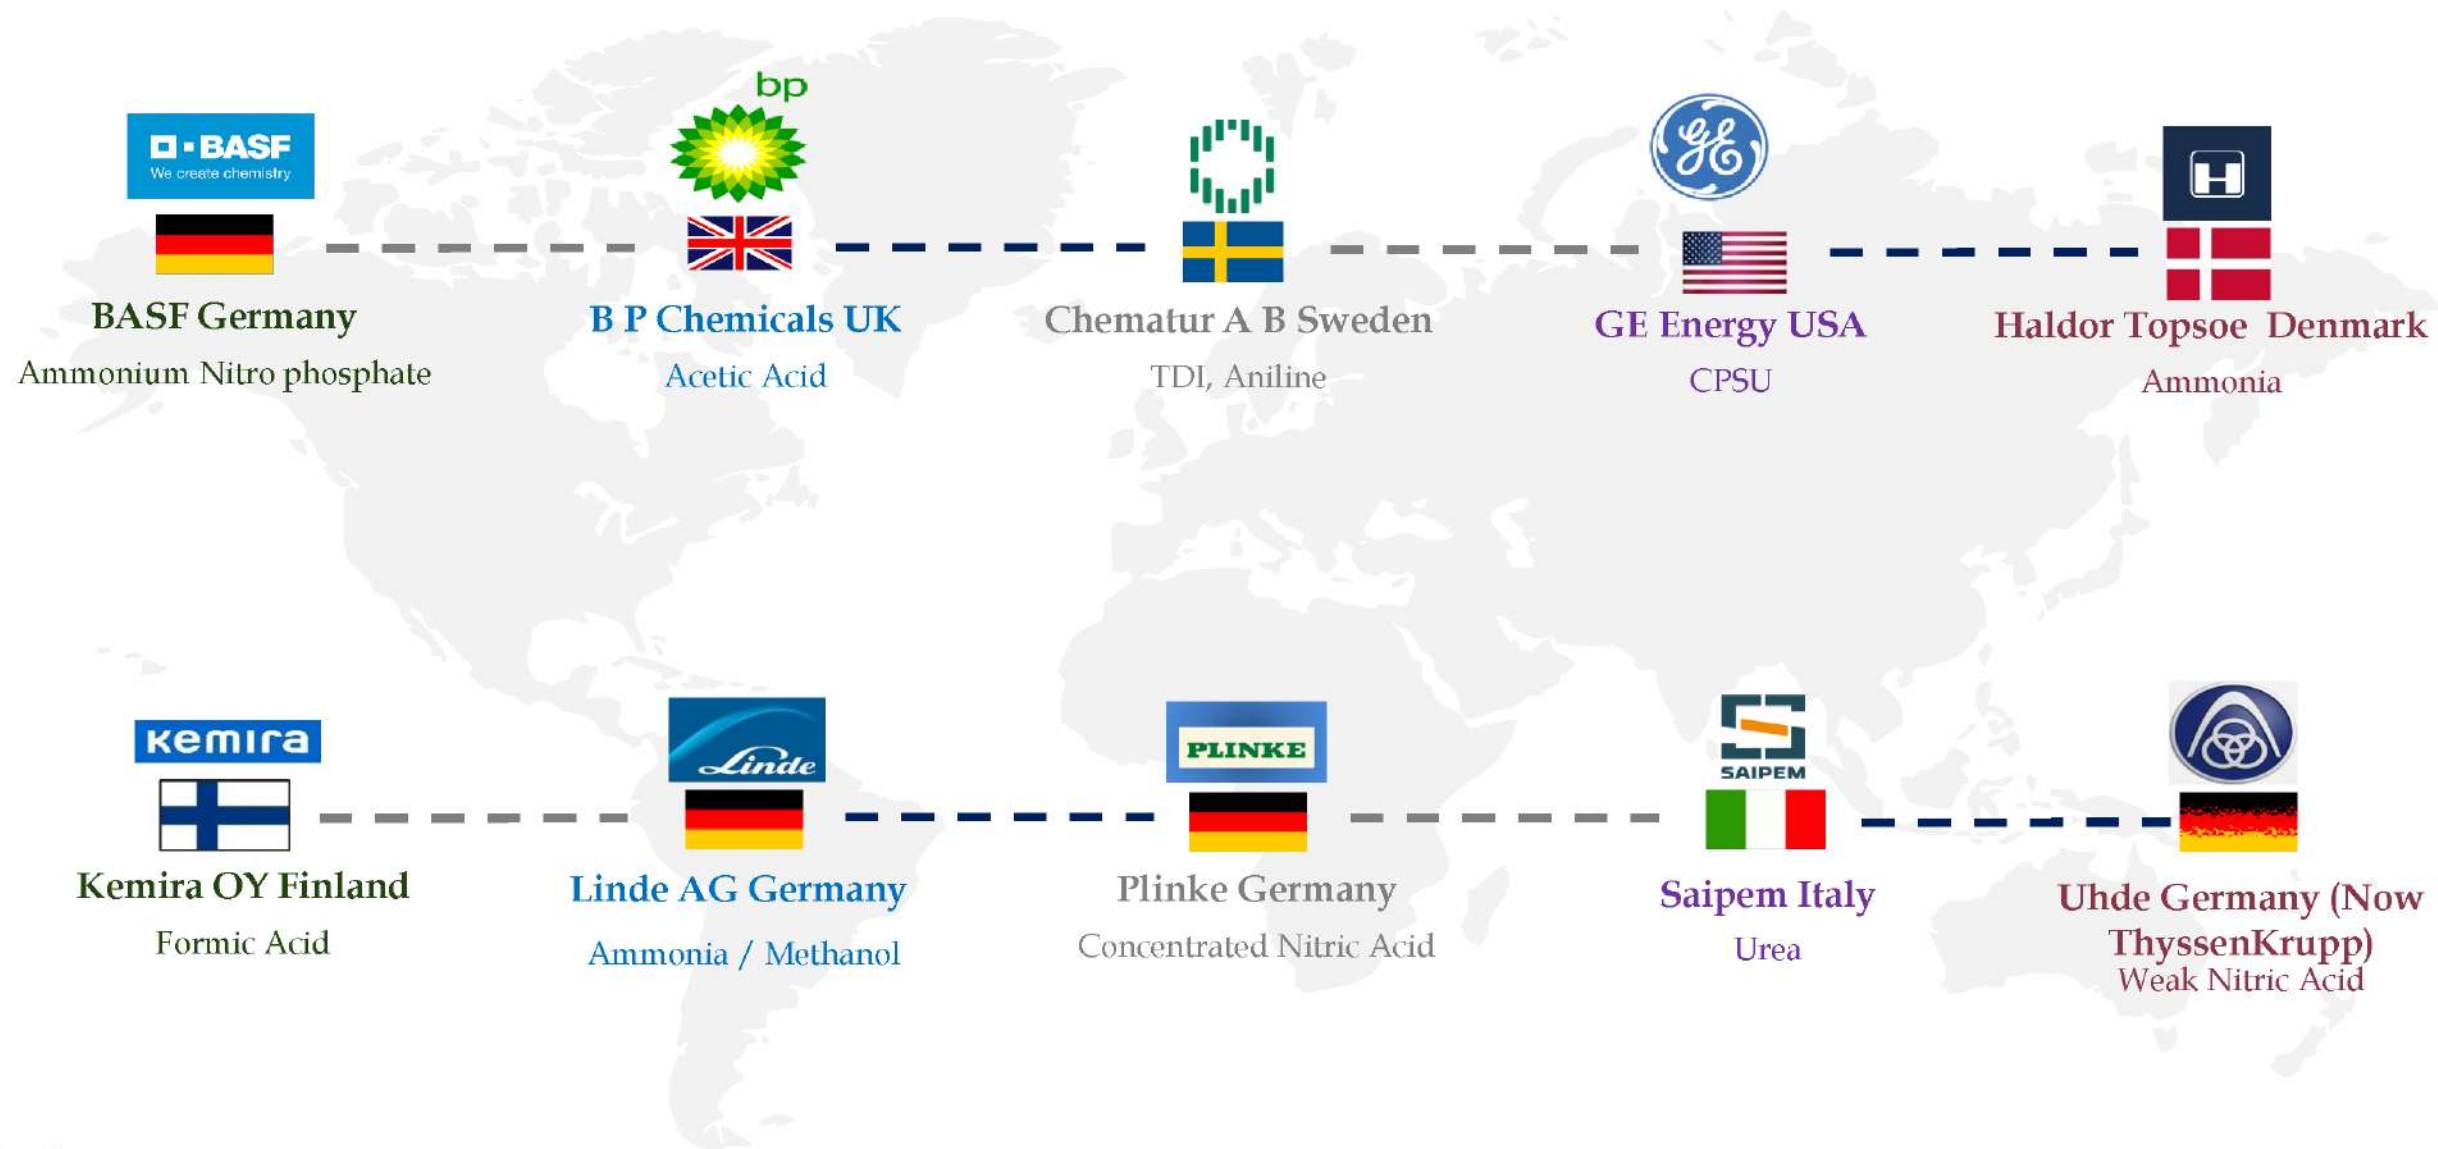 bp
BASF
We create chemistry
GE
H
BASF Germany
B P Chemicals UK
Chematur A B Sweden
GE Energy USA
Haldor Topsoe Denmark
Ammonium Nitro phosphate
Acetic Acid
TDI, Aniline
CPSU
Ammonia
Kemira
Linde
PLINKE
SAIPEM
Kemira OY Finland
Linde AG Germany
Plinke Germany
Saipem Italy
Uhde Germany (Now
ThyssenKrupp)
Formic Acid
Ammonia / Methanol
Concentrated Nitric Acid
Urea
Weak Nitric Acid